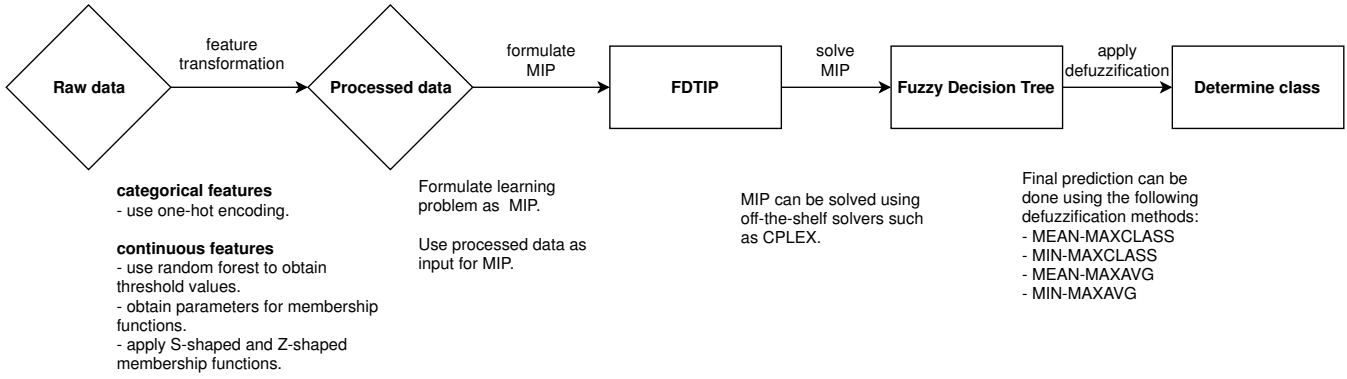 feature
transformation
formulate
MIP
solve
MIP
apply
defuzzification
Raw data
Processed data
FDTIP
Fuzzy Decision Tree
Determine class
categorical features
- use one-hot encoding.
continuous features
- use random forest to obtain
threshold values.
- obtain parameters for membership
functions.
- apply S-shaped and Z-shaped
membership functions.
Formulate learning
problem as MIP.
Use processed data as
input for MIP.
MIP can be solved using
off-the-shelf solvers such
as CPLEX.
Final prediction can be
done using the following
defuzzification methods:
- MEAN-MAXCLASS
- MIN-MAXCLASS
- MEAN-MAXAVG
- MIN-MAXAVG